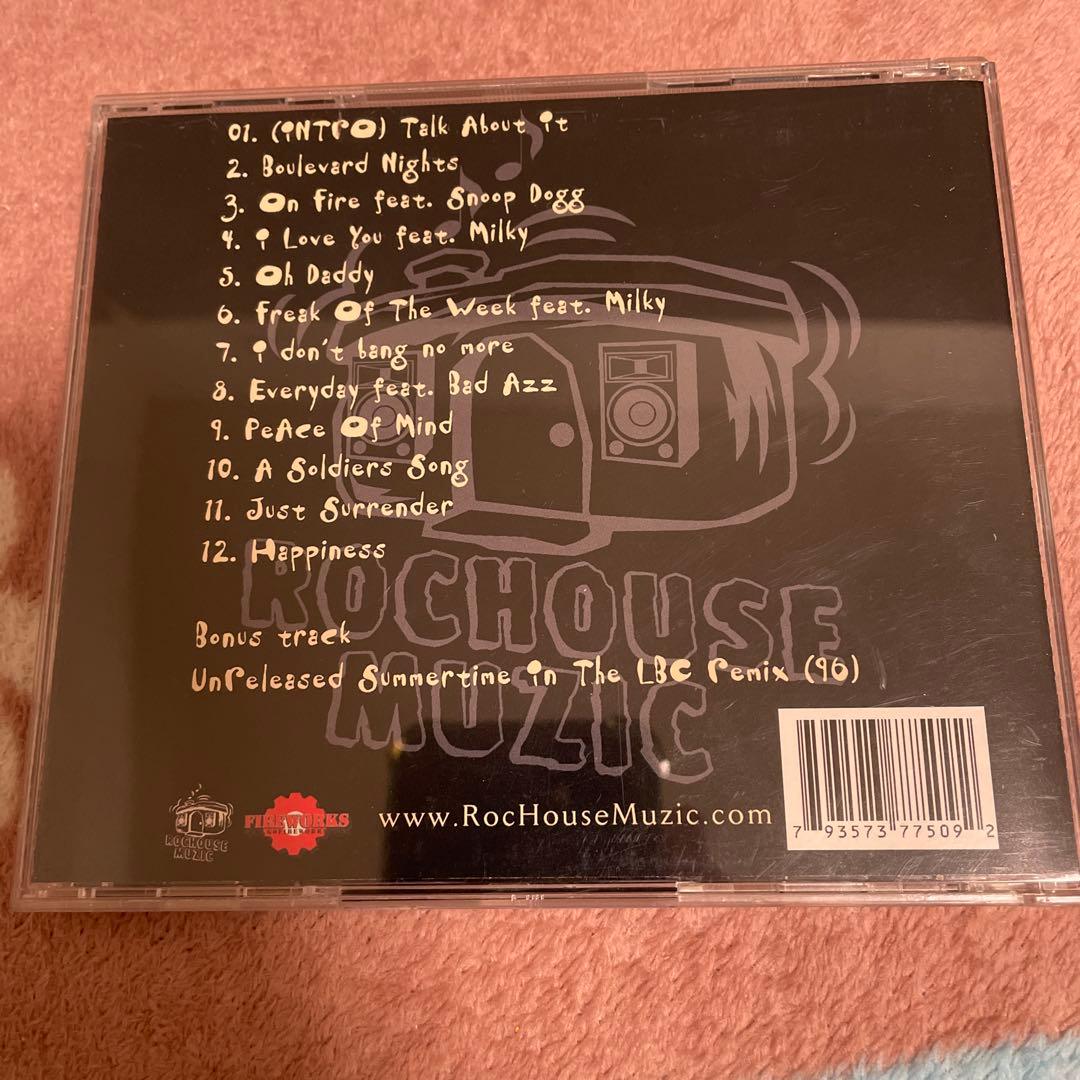 01. (iNTRO) Talk About it
2. Boulevard Nights
3. On fire feat. Snoop Dogg
4. i Love You feat. Milky
5. Oh Daddy
6. freak Of The Week feat. Milky
7. i don't bang no more
8. Everyday feat. Bad Azz
9. PeAce Of Mind
10. A Soldiers Song
11. Just Surrender
12. Happiness
ROCHOUSE
MUZIC
Bonus track
UnReleased Summertime in The LBC Remix (96)
ROCHOUSE
MUZIC
FIREWORKS
www.RocHouseMuzic.com
7 93573 77509 2